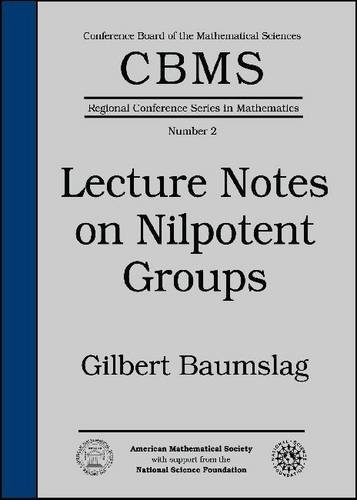 Conference Board of the Mathematical Sciences
CBMS
Regional Conference Series in Mathematics
Number 2
Lecture Notes
on Nilpotent
Groups
Gilbert Baumslag
American Mathematical Society
with support from the
National Science Foundation